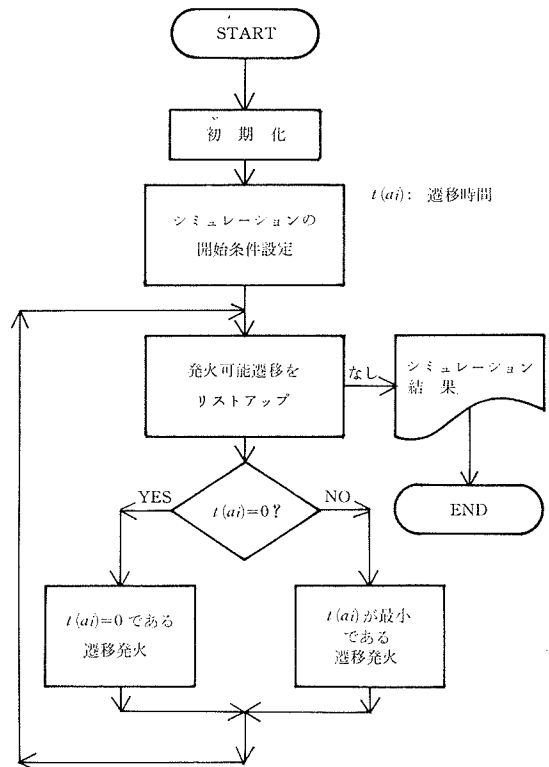 START
初期化
t(ai): 遷移時間
シミュレーションの
開始条件設定
発火可能遷移を
リストアップ
なし
シミュレーション
結果
t(ai)=0?
YES
NO
END
t(ai)=0である
遷移発火
t(ai)が最小
である
遷移発火